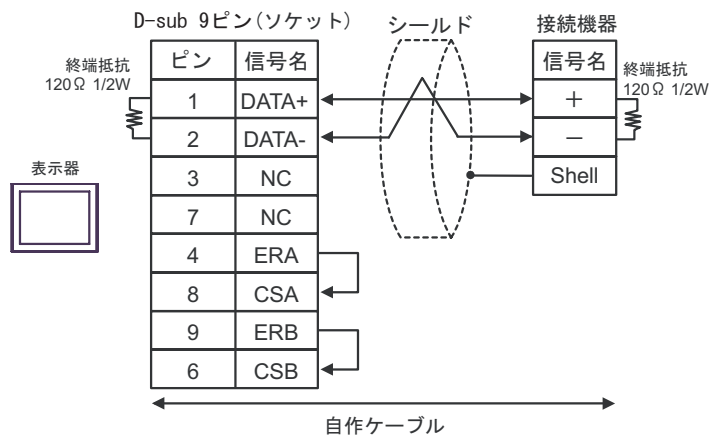 D-sub 9ピン(ソケット)
シールド
接続機器
終端抵抗
120Ω 1/2W
ピン 信号名
1 DATA+
2 DATA-
3 NC
7 NC
4 ERA
8 CSA
9 ERB
6 CSB
信号名
+
−
Shell
終端抵抗
120Ω 1/2W
表示器
自作ケーブル